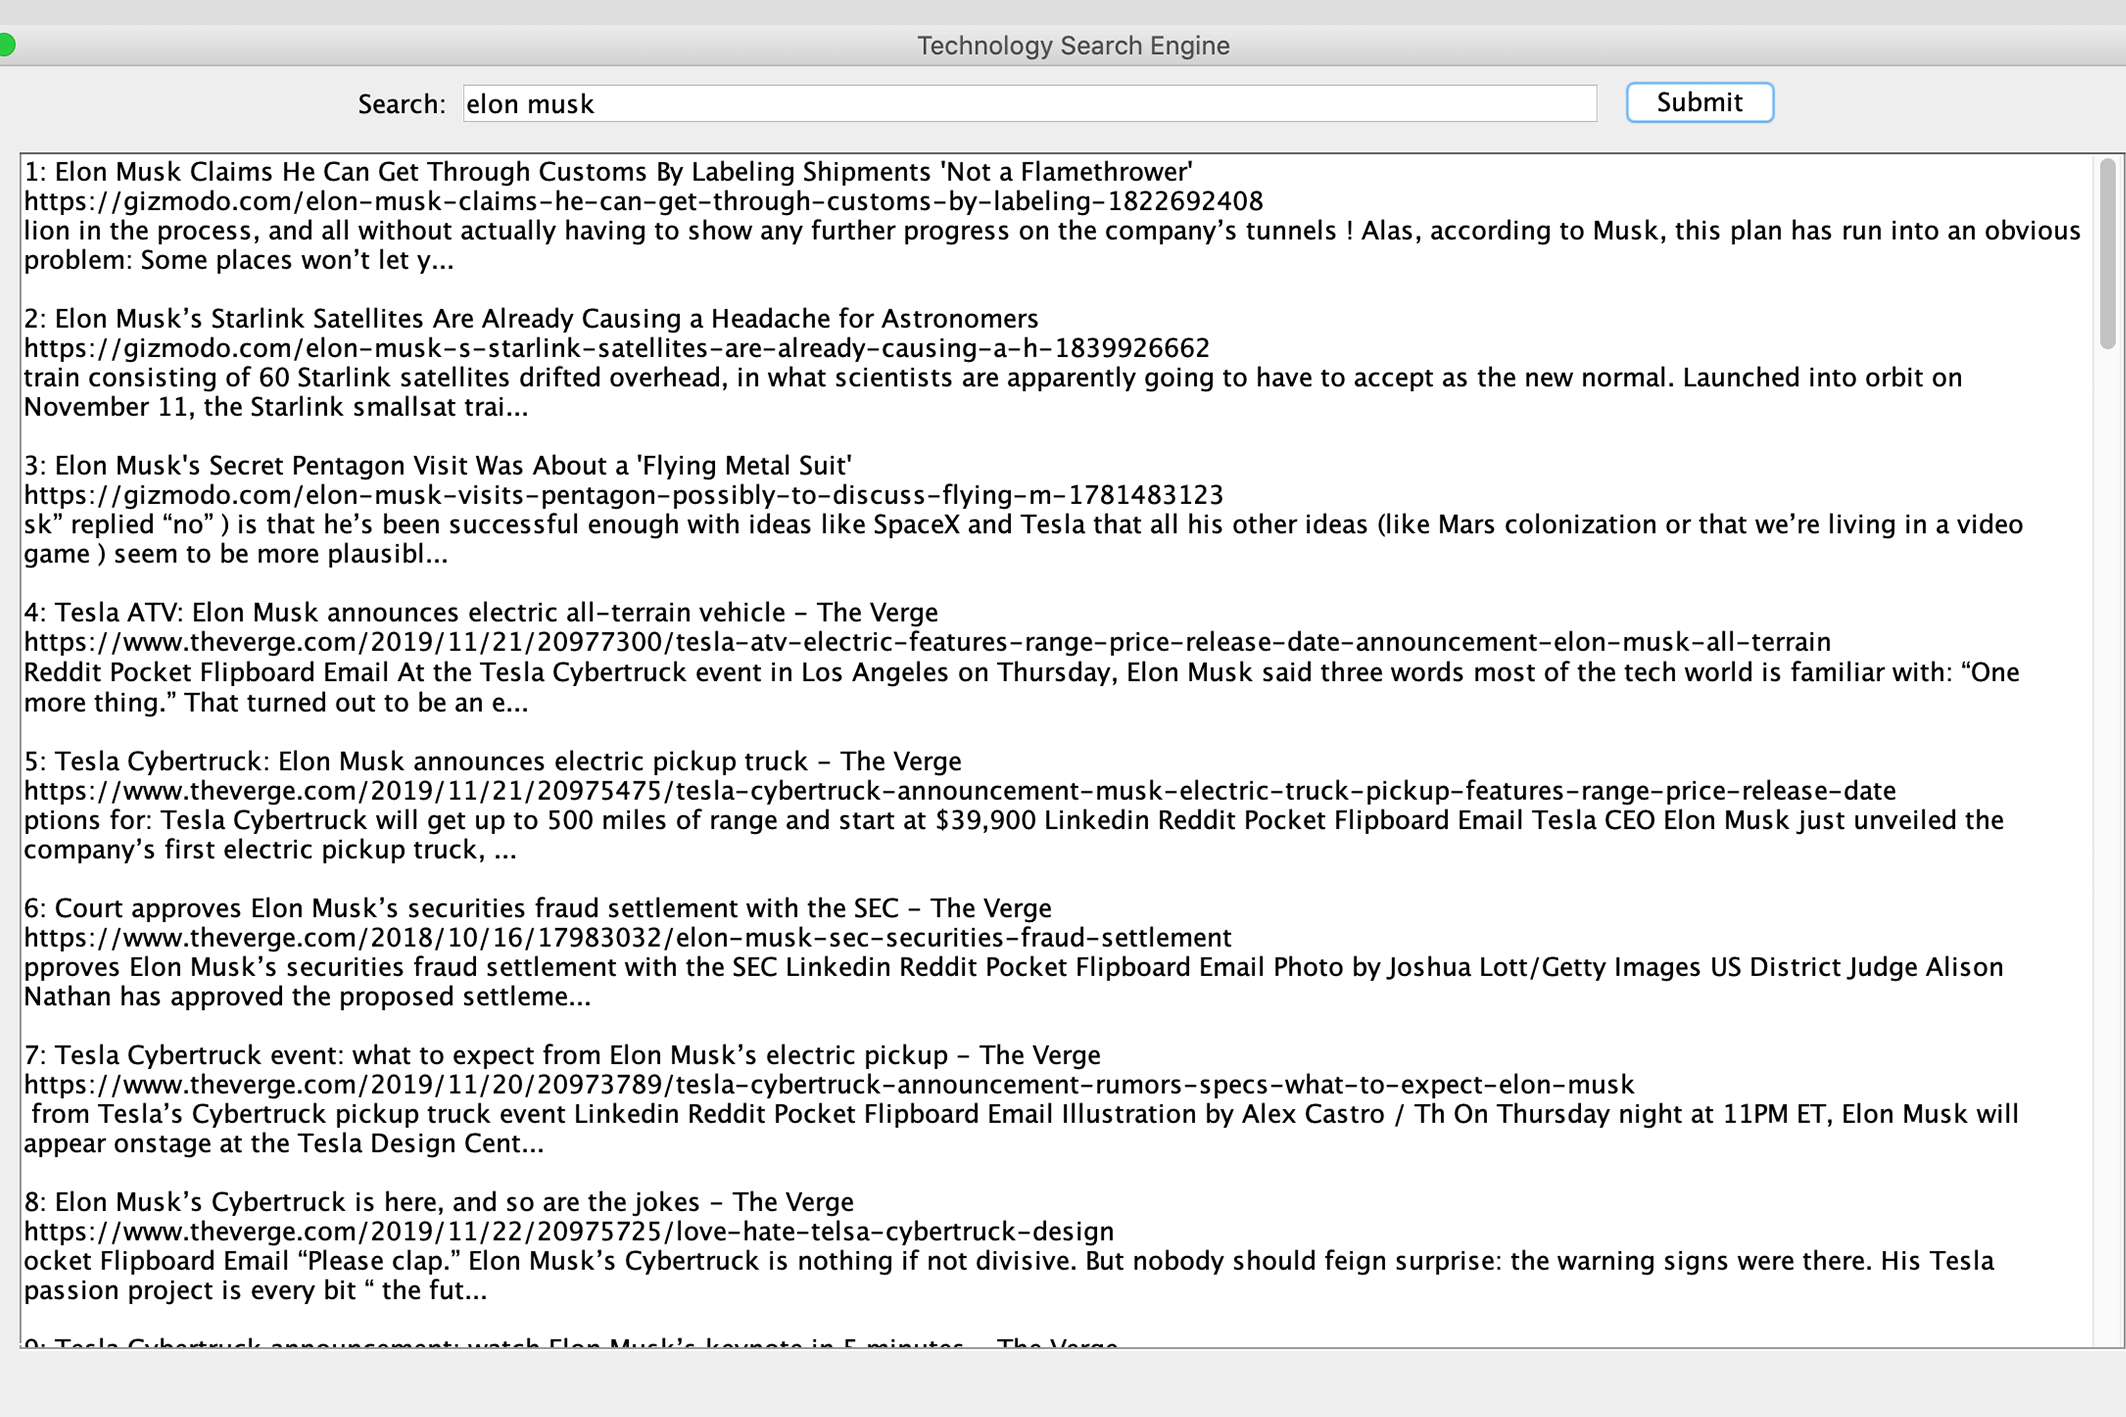 Technology Search Engine
Search: elon musk Submit
1: Elon Musk Claims He Can Get Through Customs By Labeling Shipments 'Not a Flamethrower'
https://gizmodo.com/elon-musk-claims-he-can-get-through-customs-by-labeling-1822692408
lion in the process, and all without actually having to show any further progress on the company’s tunnels ! Alas, according to Musk, this plan has run into an obvious
problem: Some places won’t let y...
2: Elon Musk’s Starlink Satellites Are Already Causing a Headache for Astronomers
https://gizmodo.com/elon-musk-s-starlink-satellites-are-already-causing-a-h-1839926662
train consisting of 60 Starlink satellites drifted overhead, in what scientists are apparently going to have to accept as the new normal. Launched into orbit on
November 11, the Starlink smallsat trai...
3: Elon Musk's Secret Pentagon Visit Was About a 'Flying Metal Suit'
https://gizmodo.com/elon-musk-visits-pentagon-possibly-to-discuss-flying-m-1781483123
sk” replied “no” ) is that he’s been successful enough with ideas like SpaceX and Tesla that all his other ideas (like Mars colonization or that we’re living in a video
game ) seem to be more plausibl...
4: Tesla ATV: Elon Musk announces electric all-terrain vehicle - The Verge
https://www.theverge.com/2019/11/21/20977300/tesla-atv-electric-features-range-price-release-date-announcement-elon-musk-all-terrain
Reddit Pocket Flipboard Email At the Tesla Cybertruck event in Los Angeles on Thursday, Elon Musk said three words most of the tech world is familiar with: “One
more thing.” That turned out to be an e...
5: Tesla Cybertruck: Elon Musk announces electric pickup truck - The Verge
https://www.theverge.com/2019/11/21/20975475/tesla-cybertruck-announcement-musk-electric-truck-pickup-features-range-price-release-date
ptions for: Tesla Cybertruck will get up to 500 miles of range and start at $39,900 Linkedin Reddit Pocket Flipboard Email Tesla CEO Elon Musk just unveiled the
company’s first electric pickup truck, ...
6: Court approves Elon Musk’s securities fraud settlement with the SEC - The Verge
https://www.theverge.com/2018/10/16/17983032/elon-musk-sec-securities-fraud-settlement
pproves Elon Musk’s securities fraud settlement with the SEC Linkedin Reddit Pocket Flipboard Email Photo by Joshua Lott/Getty Images US District Judge Alison
Nathan has approved the proposed settleme...
7: Tesla Cybertruck event: what to expect from Elon Musk’s electric pickup - The Verge
https://www.theverge.com/2019/11/20/20973789/tesla-cybertruck-announcement-rumors-specs-what-to-expect-elon-musk
from Tesla’s Cybertruck pickup truck event Linkedin Reddit Pocket Flipboard Email Illustration by Alex Castro / Th On Thursday night at 11PM ET, Elon Musk will
appear onstage at the Tesla Design Cent...
8: Elon Musk’s Cybertruck is here, and so are the jokes - The Verge
https://www.theverge.com/2019/11/22/20975725/love-hate-telsa-cybertruck-design
ocket Flipboard Email “Please clap.” Elon Musk’s Cybertruck is nothing if not divisive. But nobody should feign surprise: the warning signs were there. His Tesla
passion project is every bit “ the fut...
9: Tesla Cybertruck announcement: watch Elon Musk’s keynote in 5 minutes - The Verge